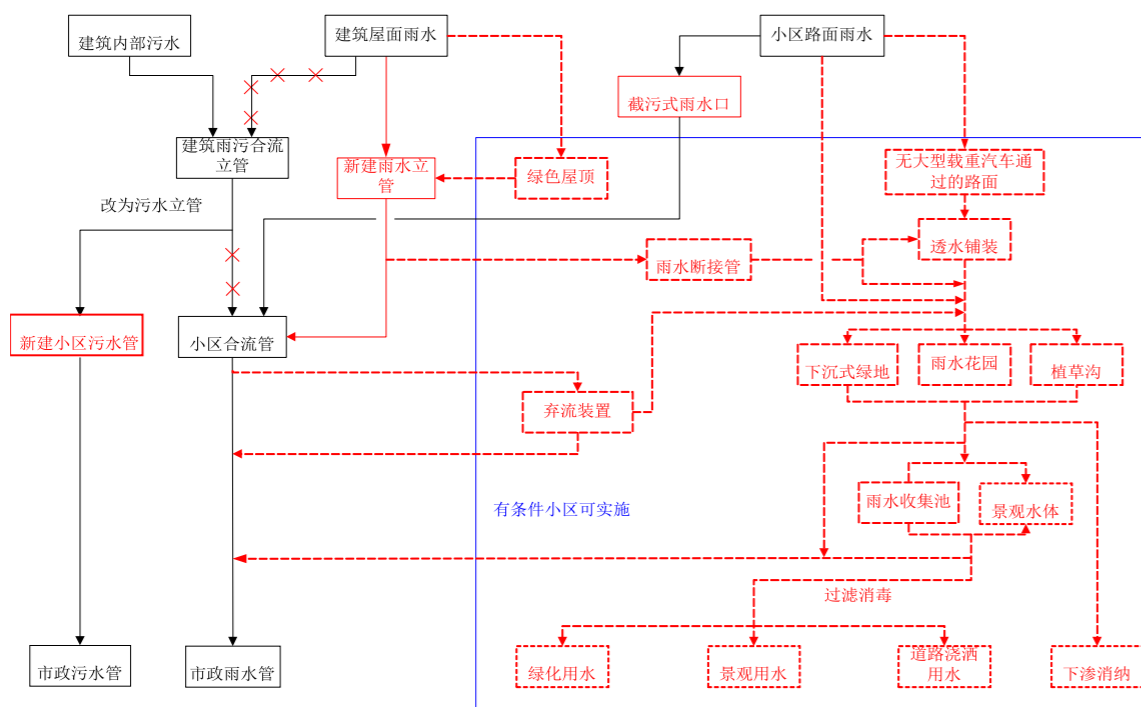 建筑内部污水
建筑屋面雨水
小区路面雨水
截污式雨水口
建筑雨污合流
立管
新建雨水立
管
绿色屋顶
无大型载重汽车通
过的路面
改为污水立管
透水铺装
雨水断接管
新建小区污水管
小区合流管
下沉式绿地
雨水花园
植草沟
弃流装置
雨水收集池
景观水体
有条件小区可实施
过滤消毒
市政污水管
市政雨水管
绿化用水
景观用水
道路浇洒
用水
下渗消纳